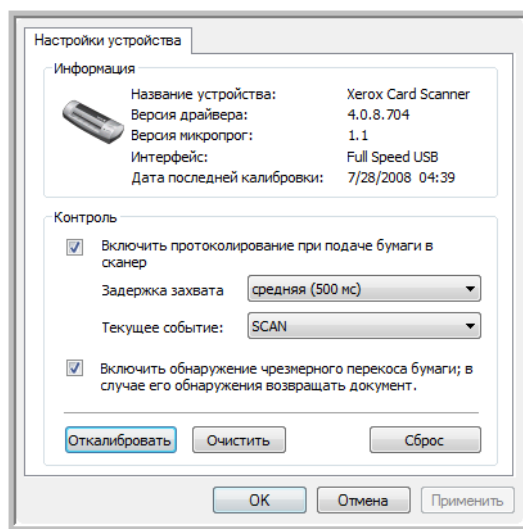 Настройки устройства
Информация
Название устройства: Xerox Card Scanner
Версия драйвера: 4.0.8.704
Версия микропрог: 1.1
Интерфейс: Full Speed USB
Дата последней калибровки: 7/28/2008 04:39
Контроль
Включить протоколирование при подаче бумаги в
сканер
Задержка захвата средняя (500 мс)
Текущее событие: SCAN
Включить обнаружение чрезмерного перекоса бумаги; в
случае его обнаружения возвращать документ.
Откалибровать Очистить Сброс
OK Отмена Применить